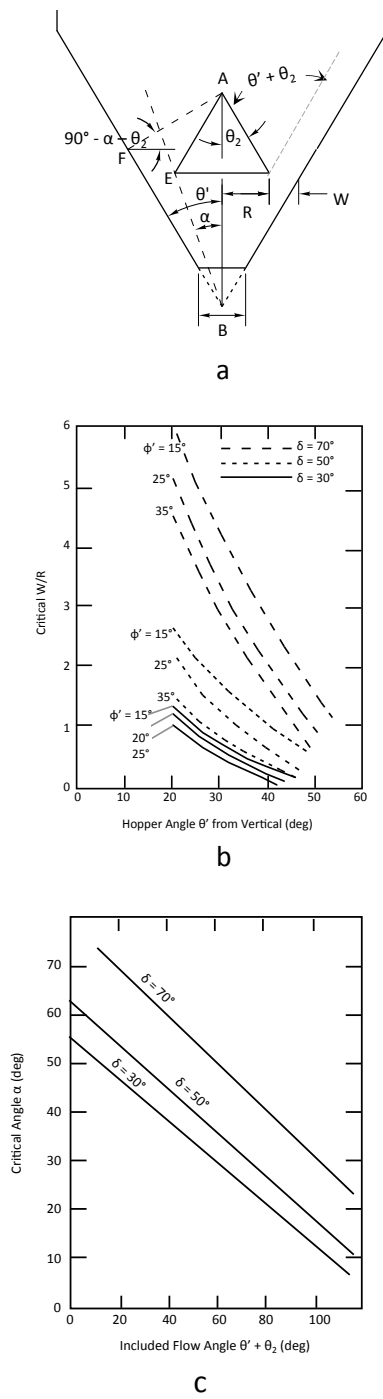 A
θ' + θ₂
90° - α - θ₂
θ₂
F
E
θ'
R
W
α
B
a
6
5
4
3
2
1
0
Critical W/R
ϕ' = 15°
25°
35°
δ = 70°
δ = 50°
δ = 30°
ϕ' = 15°
25°
35°
ϕ' = 15°
20°
25°
0 10 20 30 40 50 60
Hopper Angle θ' from Vertical (deg)
b
70
60
50
40
30
20
10
0
Critical Angle α (deg)
δ = 70°
δ = 50°
δ = 30°
0 20 40 60 80 100
Included Flow Angle θ' + θ₂ (deg)
c